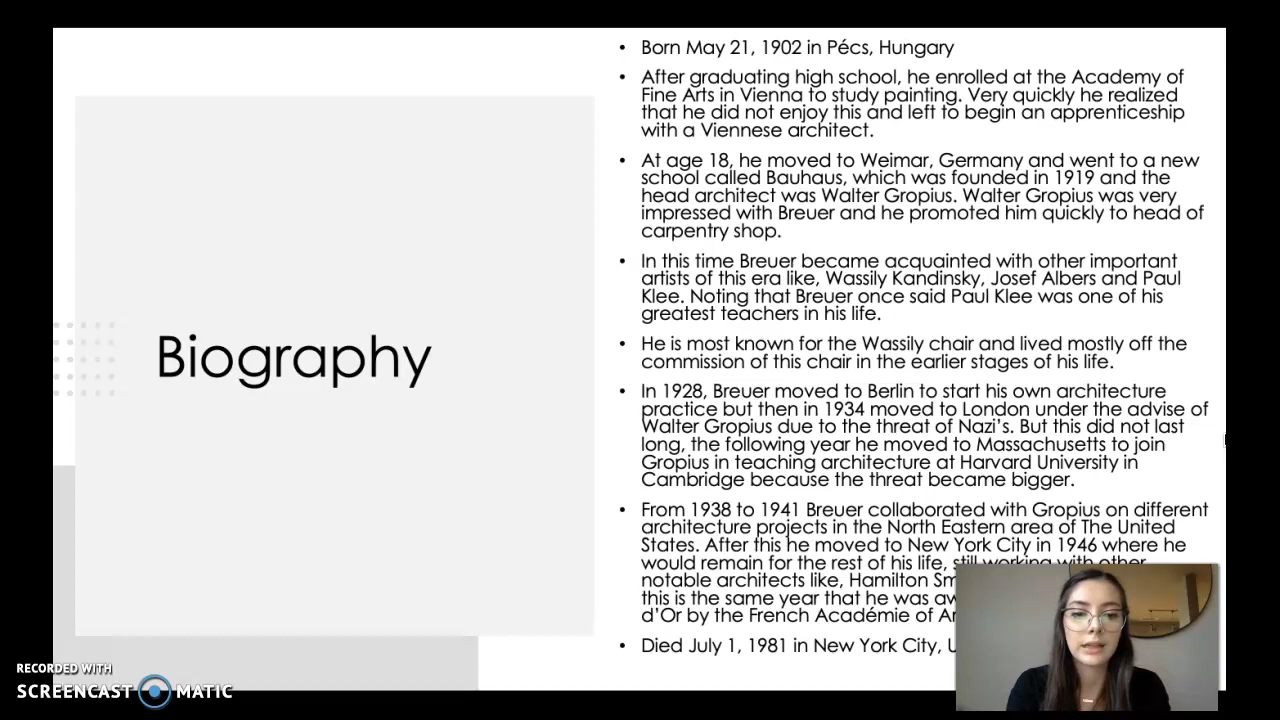 Biography
• Born May 21, 1902 in Pécs, Hungary
• After graduating high school, he enrolled at the Academy of
Fine Arts in Vienna to study painting. Very quickly he realized
that he did not enjoy this and left to begin an apprenticeship
with a Viennese architect.
• At age 18, he moved to Weimar, Germany and went to a new
school called Bauhaus, which was founded in 1919 and the
head architect was Walter Gropius. Walter Gropius was very
impressed with Breuer and he promoted him quickly to head of
carpentry shop.
• In this time Breuer became acquainted with other important
artists of this era like, Wassily Kandinsky, Josef Albers and Paul
Klee. Noting that Breuer once said Paul Klee was one of his
greatest teachers in his life.
• He is most known for the Wassily chair and lived mostly off the
commission of this chair in the earlier stages of his life.
• In 1928, Breuer moved to Berlin to start his own architecture
practice but then in 1934 moved to London under the advise of
Walter Gropius due to the threat of Nazi's. But this did not last
long, the following year he moved to Massachusetts to join
Gropius in teaching architecture at Harvard University in
Cambridge because the threat became bigger.
• From 1938 to 1941 Breuer collaborated with Gropius on different
architecture projects in the North Eastern area of The United
States. After this he moved to New York City in 1946 where he
would remain for the rest of his life, still working with other
notable architects like, Hamilton
this is the same year that he was
d'Or by the French Académie of
• Died July 1, 1981 in New York City,
RECORDED WITH
SCREENCAST MATIC